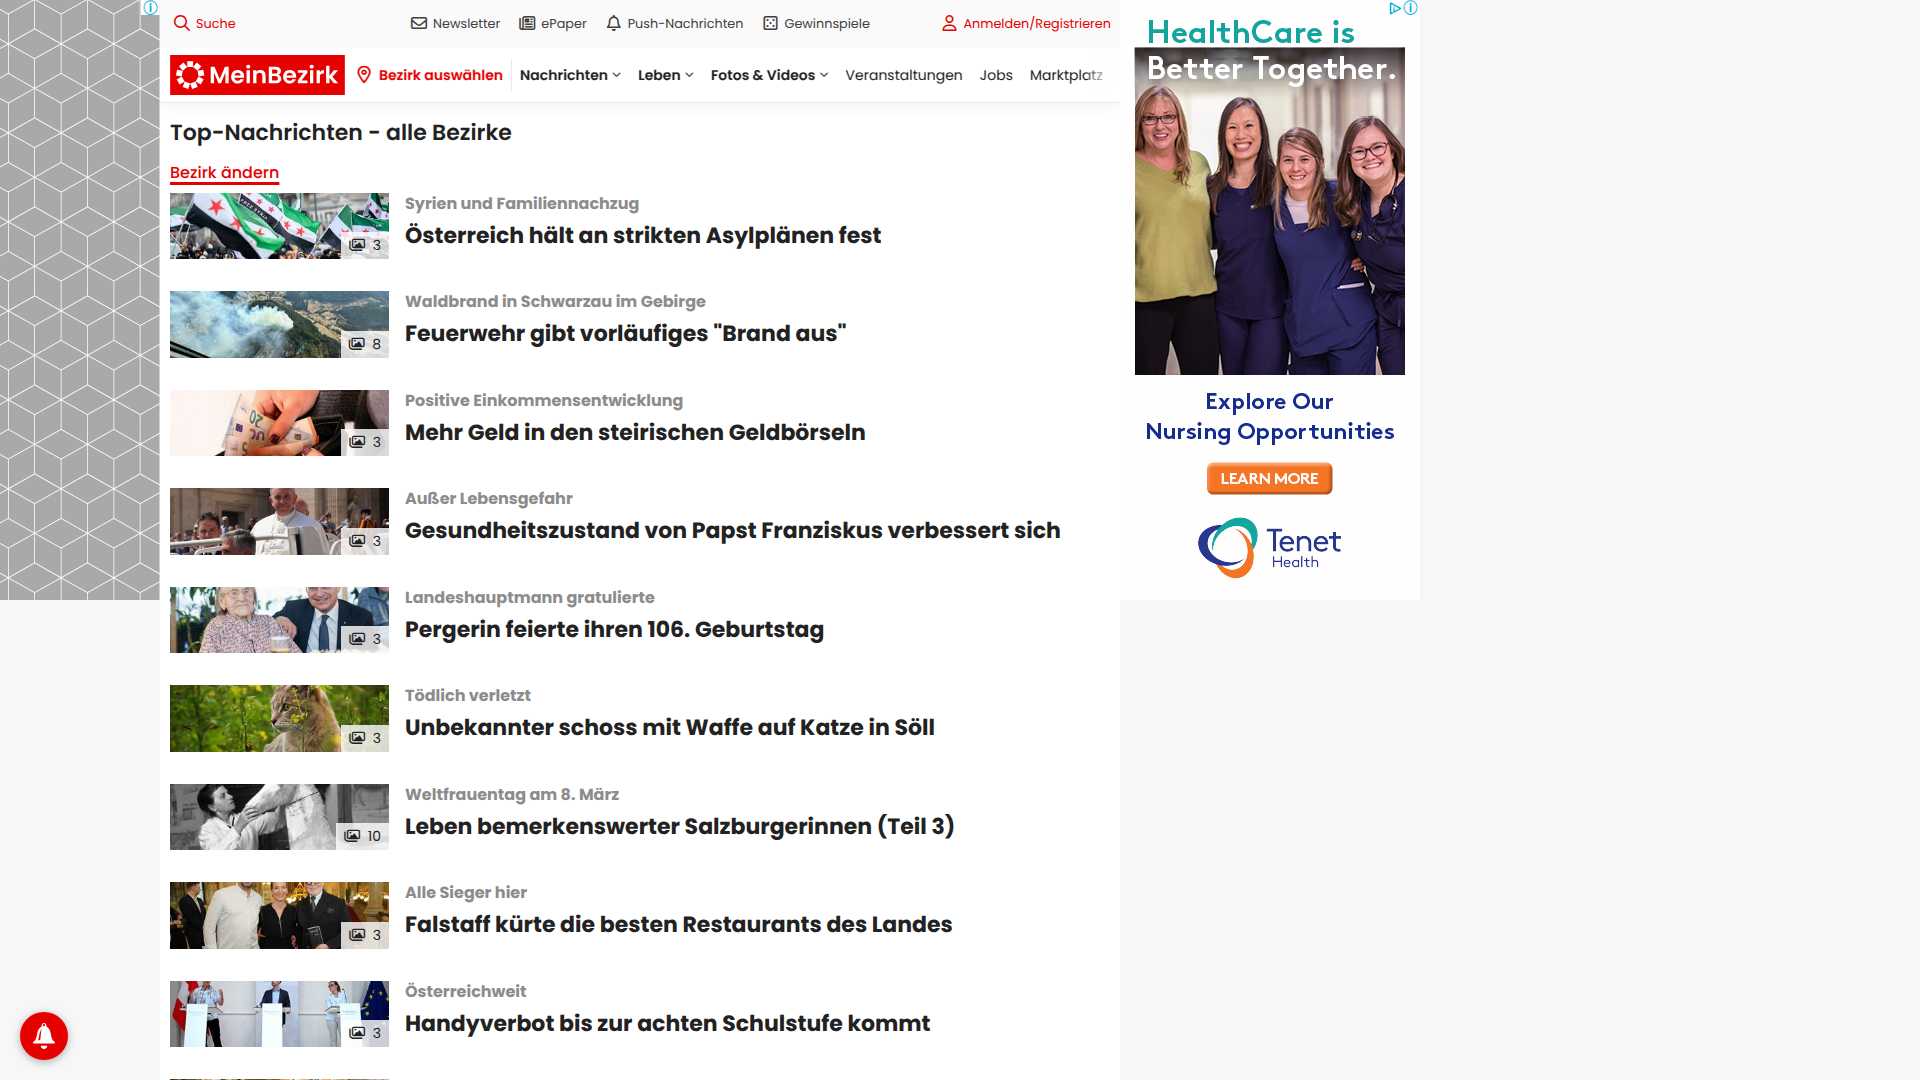 Suche
Newsletter
ePaper
Push-Nachrichten
Gewinnspiele
Anmelden/Registrieren
MeinBezirk
Bezirk auswählen
Nachrichten
Leben
Fotos & Videos
Veranstaltungen
Jobs
Marktplatz
Top-Nachrichten - alle Bezirke
Bezirk ändern
3
Syrien und Familiennachzug
Österreich hält an strikten Asylplänen fest
8
Waldbrand in Schwarzau im Gebirge
Feuerwehr gibt vorläufiges "Brand aus"
3
Positive Einkommensentwicklung
Mehr Geld in den steirischen Geldbörseln
3
Außer Lebensgefahr
Gesundheitszustand von Papst Franziskus verbessert sich
3
Landeshauptmann gratulierte
Pergerin feierte ihren 106. Geburtstag
3
Tödlich verletzt
Unbekannter schoss mit Waffe auf Katze in Söll
10
Weltfrauentag am 8. März
Leben bemerkenswerter Salzburgerinnen (Teil 3)
3
Alle Sieger hier
Falstaff kürte die besten Restaurants des Landes
3
Österreichweit
Handyverbot bis zur achten Schulstufe kommt
HealthCare is
Better Together.
Explore Our
Nursing Opportunities
LEARN MORE
Tenet
Health